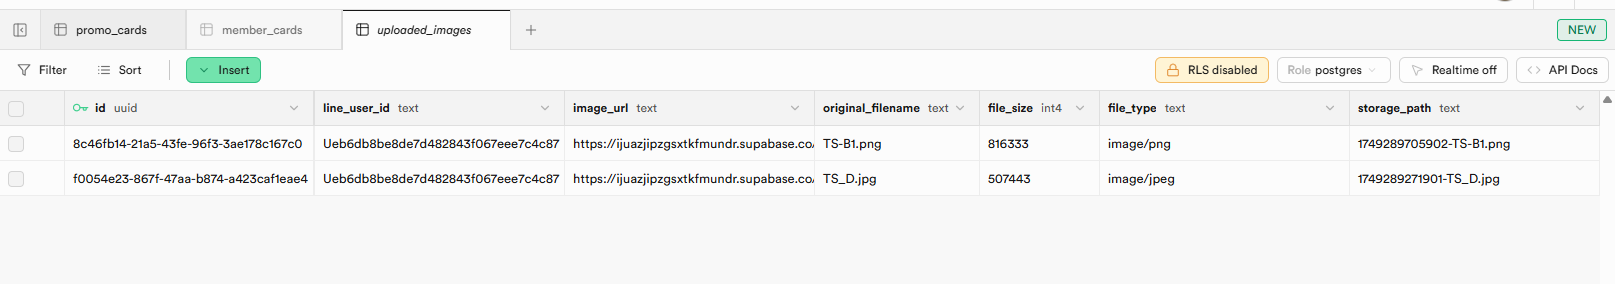 promo_cards member_cards uploaded_images + NEW
Filter Sort Insert RLS disabled Role postgres Realtime off <> API Docs
id uuid line_user_id text image_url text original_filename text file_size int4 file_type text storage_path text
8c46fb14-21a5-43fe-96f3-3ae178c167c0 Ueb6db8be8de7d482843f067eee7c4c87 https://ijuazjipzgsxtkfmundr.supabase.co/ TS-B1.png 816333 image/png 1749289705902-TS-B1.png
f0054e23-867f-47aa-b874-a423caf1eae4 Ueb6db8be8de7d482843f067eee7c4c87 https://ijuazjipzgsxtkfmundr.supabase.co/ TS_D.jpg 507443 image/jpeg 1749289271901-TS_D.jpg